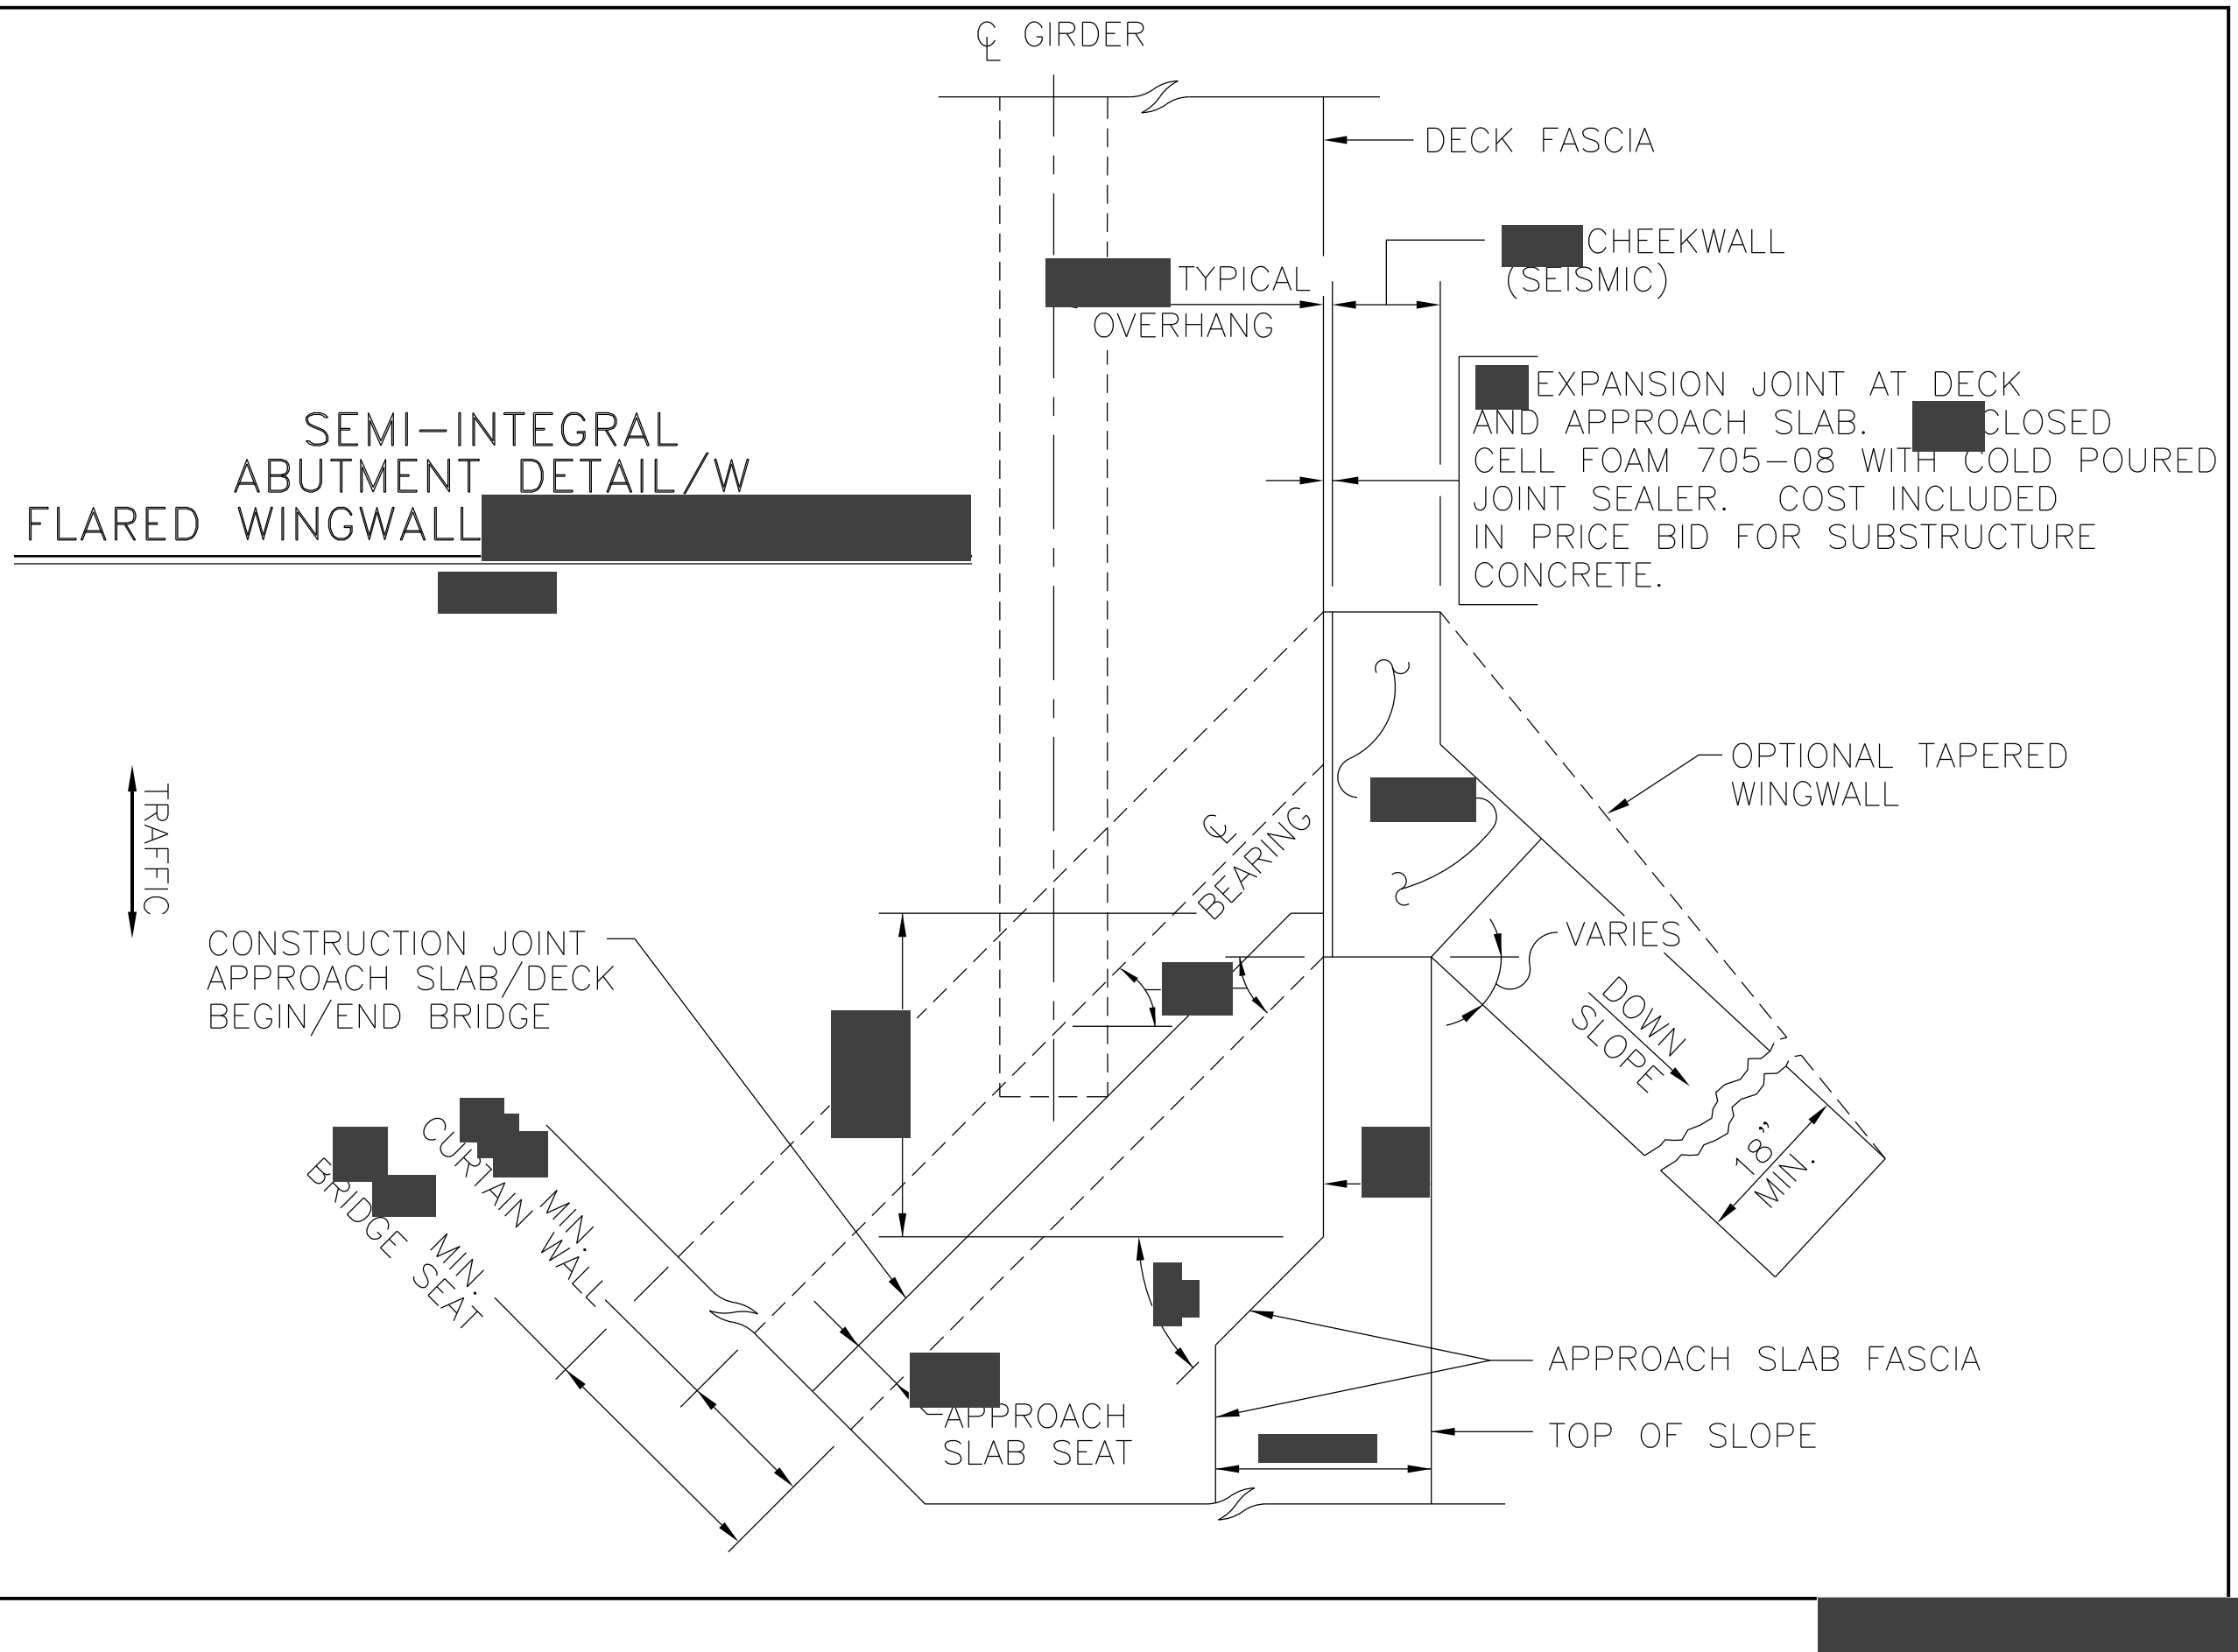 ℄ GIRDER
DECK FASCIA
CHEEKWALL
(SEISMIC)
TYPICAL
OVERHANG
EXPANSION JOINT AT DECK
AND APPROACH SLAB. CLOSED
CELL FOAM 705-08 WITH COLD POURED
JOINT SEALER. COST INCLUDED
IN PRICE BID FOR SUBSTRUCTURE
CONCRETE.
SEMI-INTEGRAL
ABUTMENT DETAIL/W
FLARED WINGWALL
OPTIONAL TAPERED
WINGWALL
TRAFFIC
℄
BEARING
VARIES
CONSTRUCTION JOINT
APPROACH SLAB/DECK
BEGIN/END BRIDGE
DOWN
SLOPE
18"
MIN.
MIN.
CURTAIN WALL
MIN.
BRIDGE SEAT
APPROACH SLAB FASCIA
APPROACH
SLAB SEAT
TOP OF SLOPE